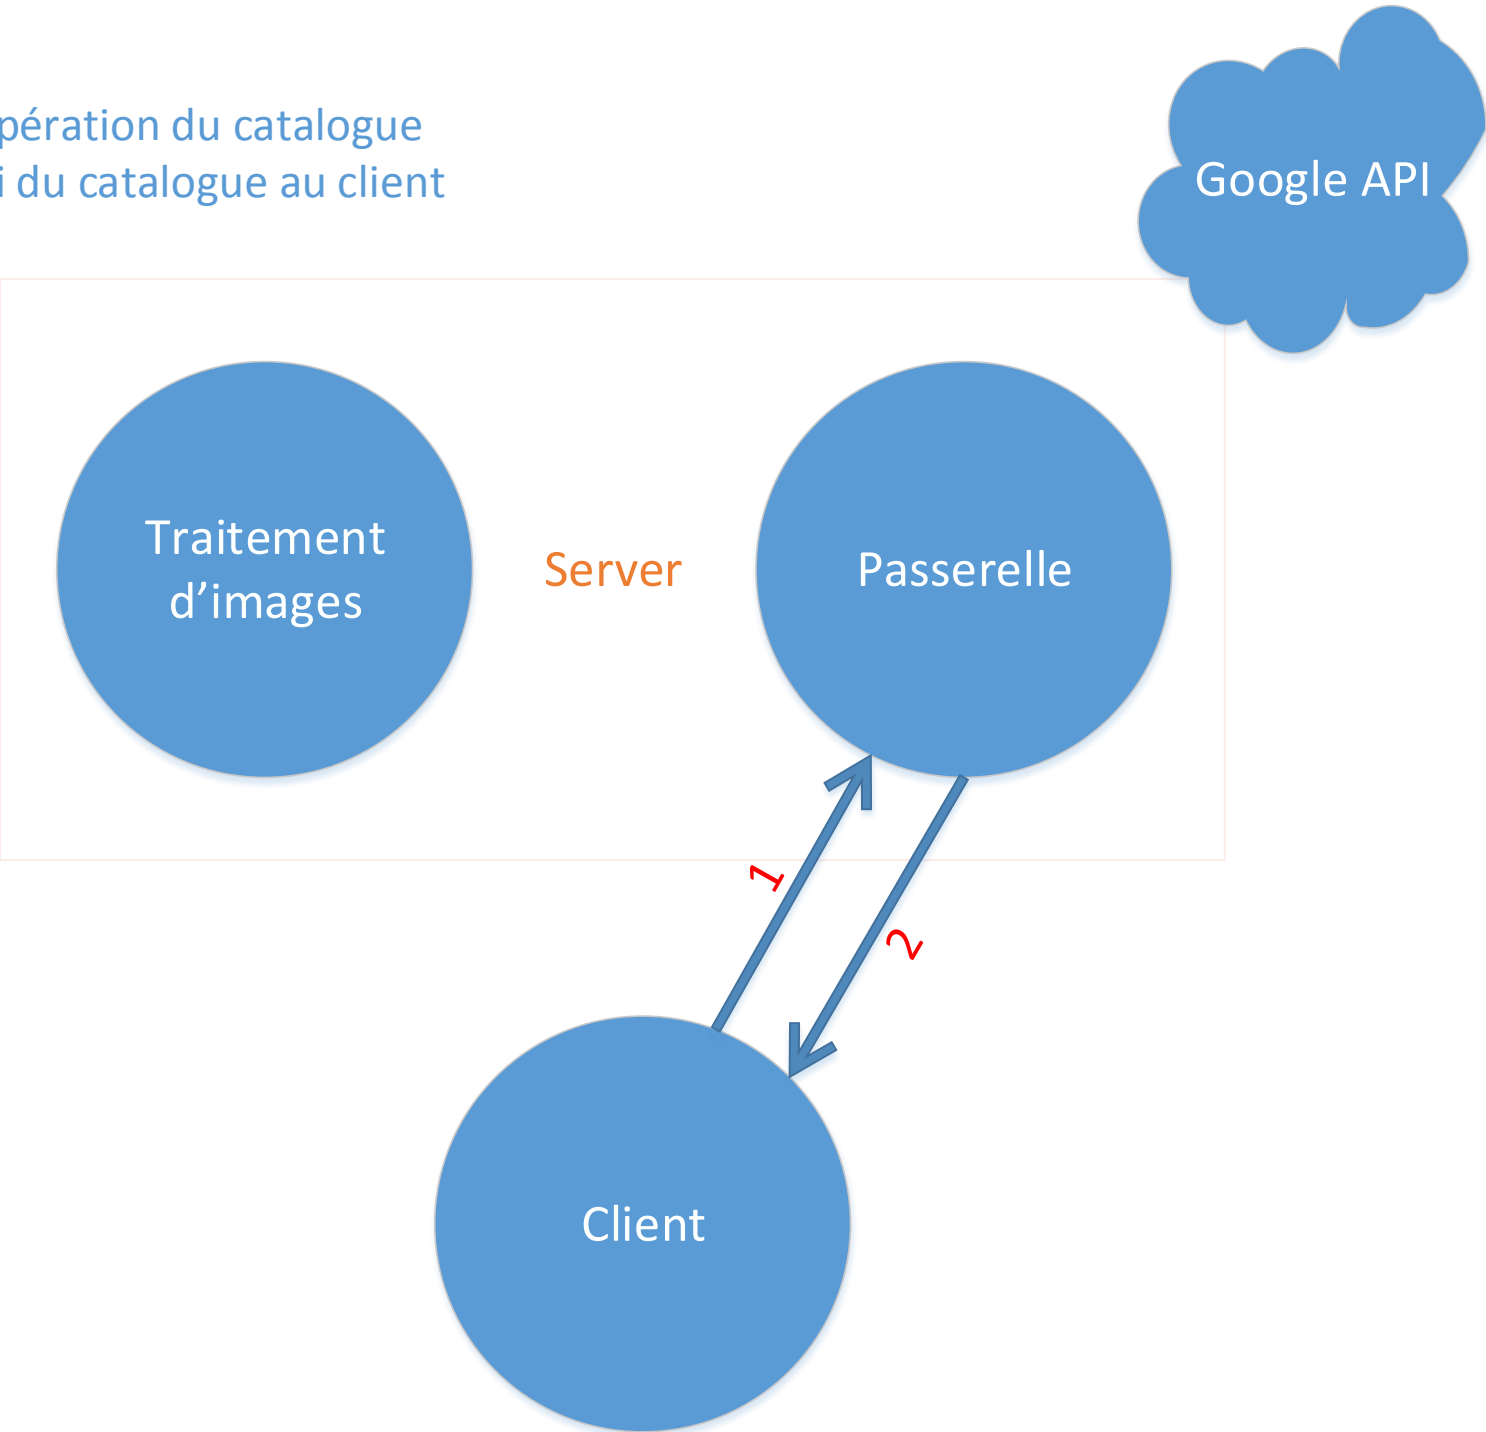 pération du catalogue
i du catalogue au client
Google API
Traitement
d’images
Server
Passerelle
1
2
Client